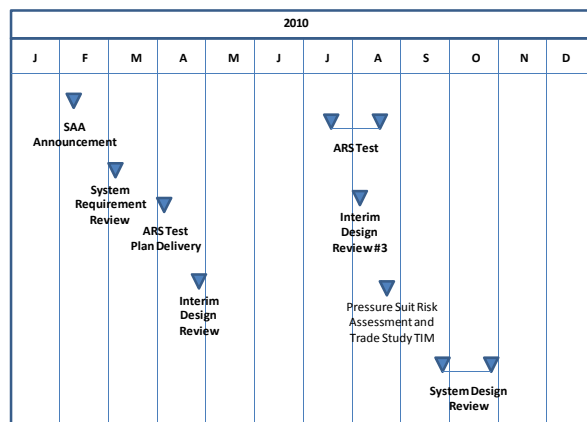 2010
J F M A M J J A S O N D
SAA
Announcement
ARS Test
System
Requirement
Review
ARS Test
Plan Delivery
Interim
Design
Review #3
Interim
Design
Review
Pressure Suit Risk
Assessment and
Trade Study TIM
System Design
Review